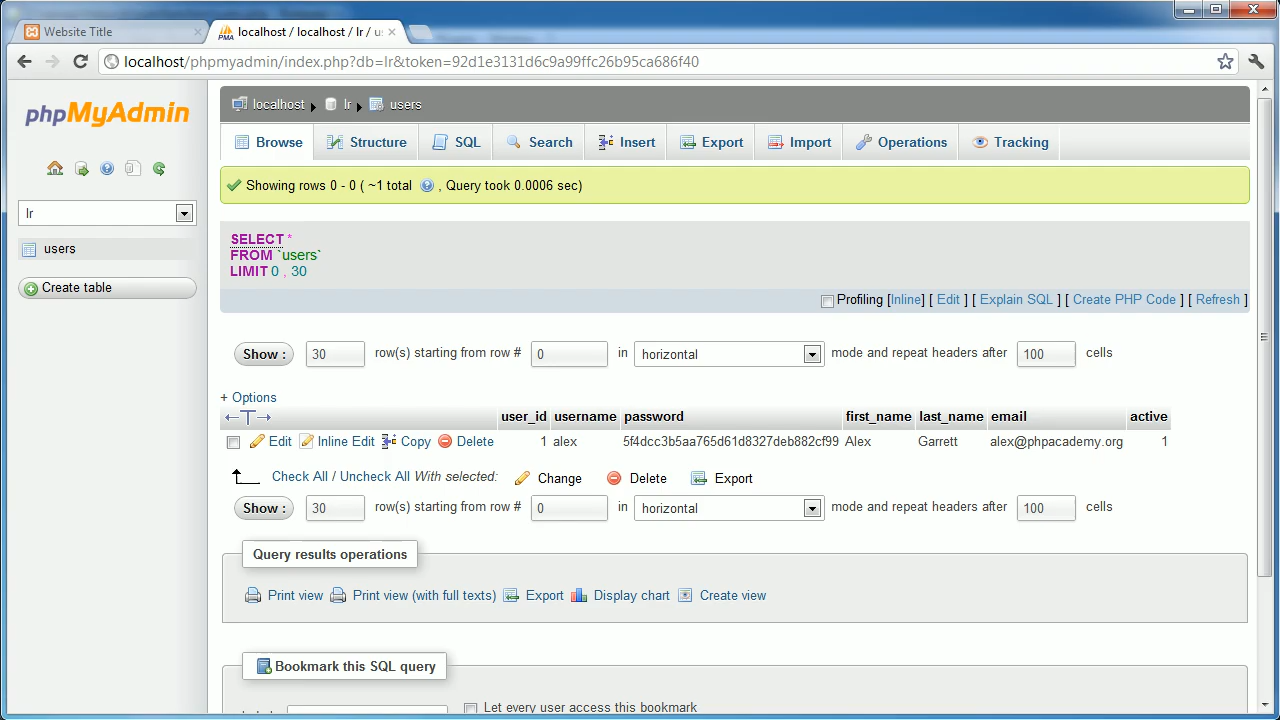 Website Title
localhost / localhost / lr / us
localhost/phpmyadmin/index.php?db=lr&token=92d1e3131d6c3a99ffc26b95ca686f40
phpMyAdmin
localhost lr users
Browse Structure SQL Search Insert Export Import Operations Tracking
Showing rows 0 - 0 ( ~1 total , Query took 0.0006 sec)
lr
users
Create table
SELECT *
FROM `users`
LIMIT 0 , 30
Profiling [Inline] [ Edit ] [ Explain SQL ] [ Create PHP Code ] [ Refresh ]
Show : 30 row(s) starting from row # 0 in horizontal mode and repeat headers after 100 cells
+ Options
user_id username password first_name last_name email active
Edit Inline Edit Copy Delete 1 alex 5f4dcc3b5aa765d61d8327deb882cf99 Alex Garrett alex@phpacademy.org 1
Check All / Uncheck All With selected: Change Delete Export
Show : 30 row(s) starting from row # 0 in horizontal mode and repeat headers after 100 cells
Query results operations
Print view Print view (with full texts) Export Display chart Create view
Bookmark this SQL query
Let every user access this bookmark